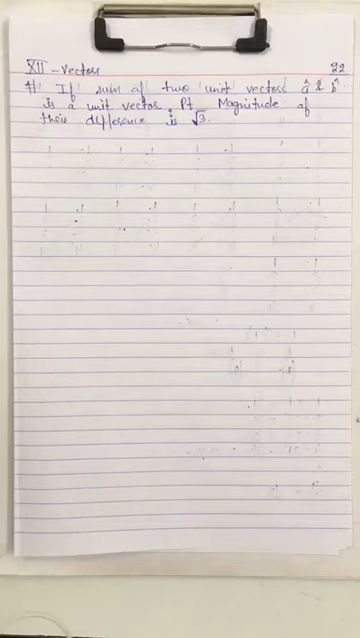 XII - Vectors 22
# If sum of two unit vectors â & b̂
is a unit vector. Pt Magnitude of
their difference is √3.